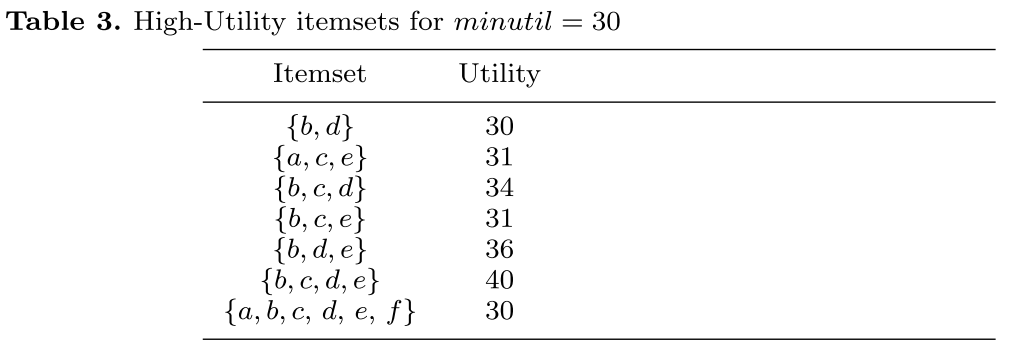 Table 3. High-Utility itemsets for minutil = 30
Itemset Utility
{b, d} 30
{a, c, e} 31
{b, c, d} 34
{b, c, e} 31
{b, d, e} 36
{b, c, d, e} 40
{a, b, c, d, e, f} 30